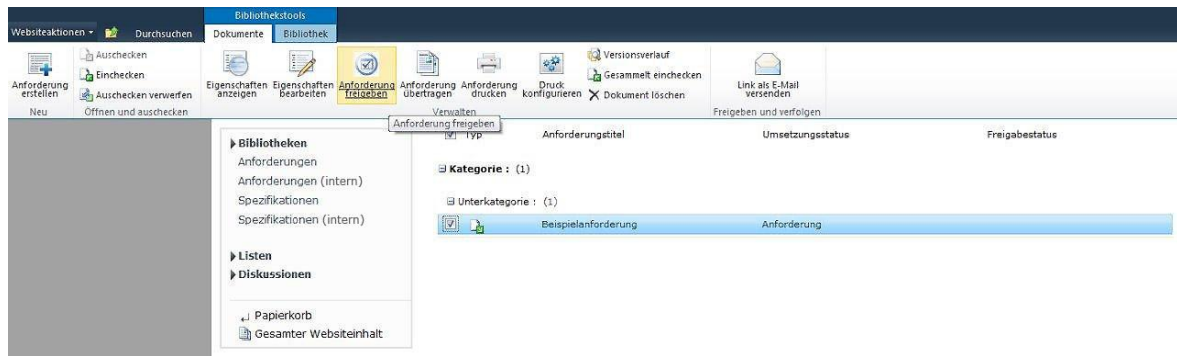 Bibliothekstools
Websiteaktionen Durchsuchen Dokumente Bibliothek
Anforderung erstellen
Neu
Auschecken
Einchecken
Auschecken verwerfen
Öffnen und auschecken
Eigenschaften anzeigen
Eigenschaften bearbeiten
Anforderung freigeben
Anforderung übertragen
Anforderung drucken
Druck konfigurieren
Versionsverlauf
Gesammelt einchecken
Dokument löschen
Verwalten
Link als E-Mail versenden
Freigeben und verfolgen
Anforderung freigeben
Typ Anforderungstitel Umsetzungsstatus Freigabestatus
Bibliotheken
Anforderungen
Anforderungen (intern)
Spezifikationen
Spezifikationen (intern)
Listen
Diskussionen
Papierkorb
Gesamter Websiteinhalt
Kategorie : (1)
Unterkategorie : (1)
Beispielanforderung Anforderung